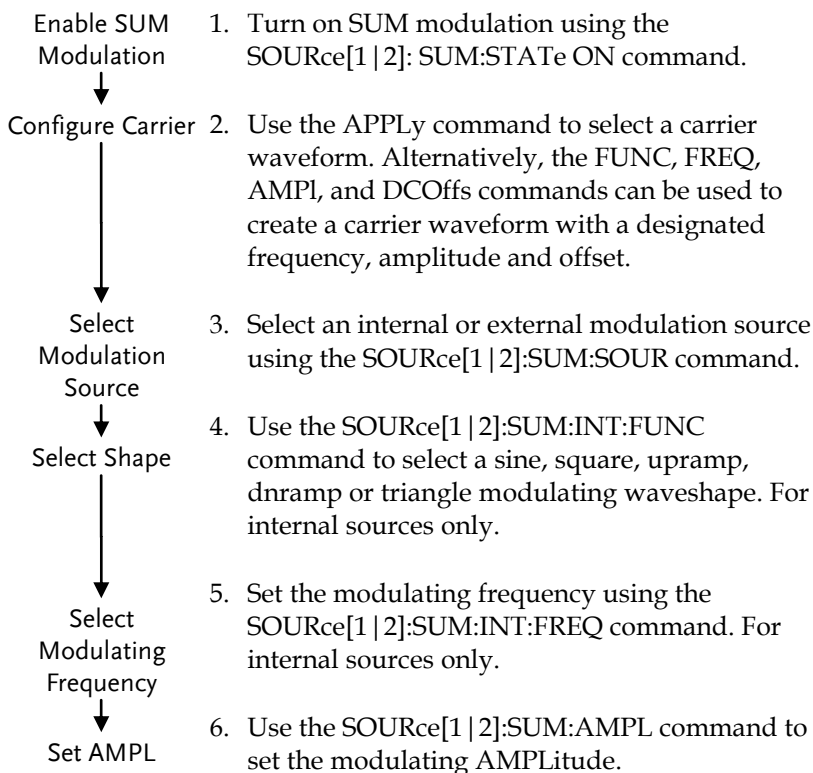 Enable SUM
Modulation
1. Turn on SUM modulation using the
SOURce[1|2]: SUM:STATe ON command.
Configure Carrier
2. Use the APPLy command to select a carrier
waveform. Alternatively, the FUNC, FREQ,
AMPl, and DCOffs commands can be used to
create a carrier waveform with a designated
frequency, amplitude and offset.
Select
Modulation
Source
3. Select an internal or external modulation source
using the SOURce[1|2]:SUM:SOUR command.
Select Shape
4. Use the SOURce[1|2]:SUM:INT:FUNC
command to select a sine, square, upramp,
dnramp or triangle modulating waveshape. For
internal sources only.
Select
Modulating
Frequency
5. Set the modulating frequency using the
SOURce[1|2]:SUM:INT:FREQ command. For
internal sources only.
Set AMPL
6. Use the SOURce[1|2]:SUM:AMPL command to
set the modulating AMPLitude.